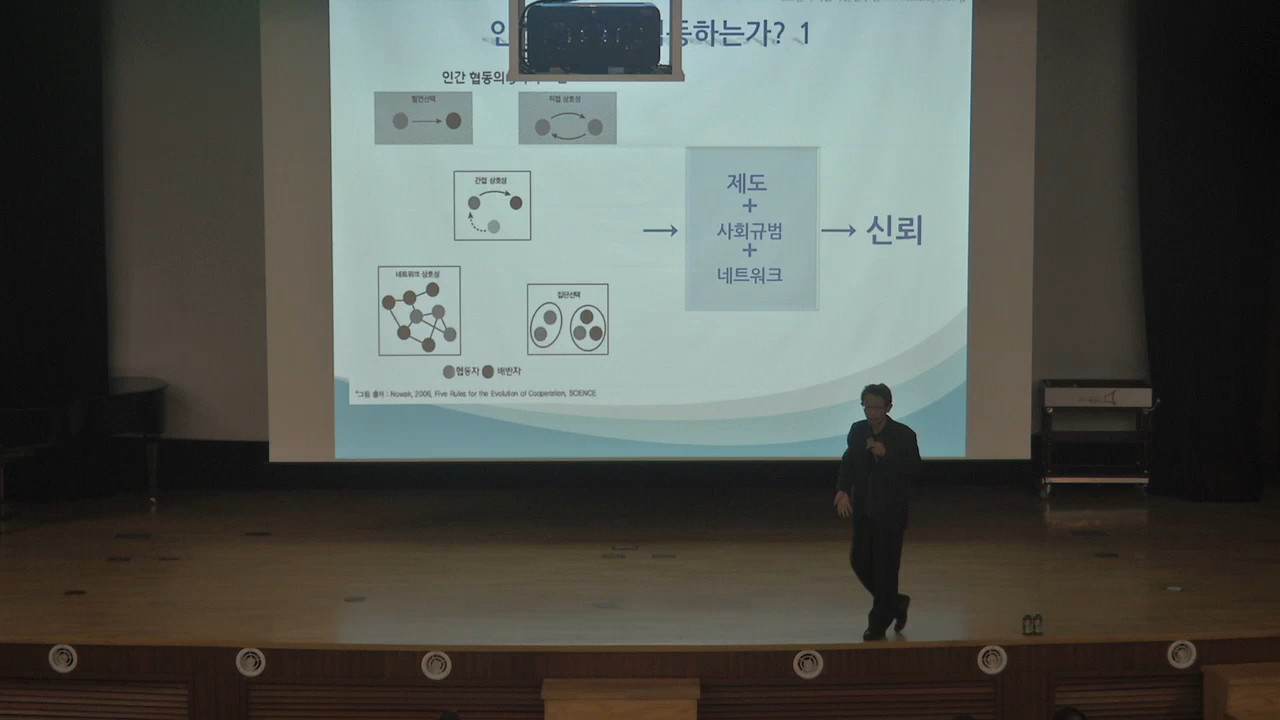 인 동하는가? 1
인간 협동의
혈연선택
직접 상호성
간접 상호성
네트워크 상호성
집단선택
협동자 배반자
제도
+
사회규범
+
네트워크
신뢰
*그림 출처 : Nowak, 2006, Five Rules for the Evolution of Cooperation, SCIENCE